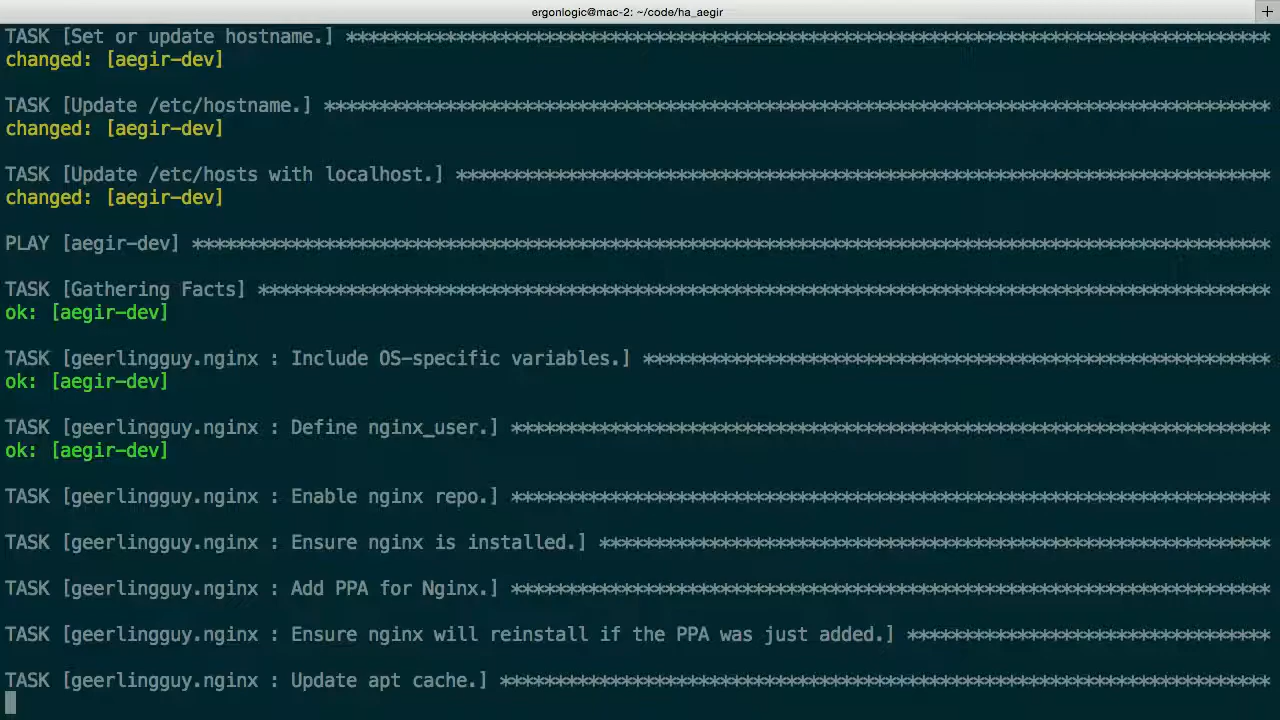 ergonlogic@mac-2: ~/code/ha_aegir
+
TASK [Set or update hostname.] ************************************************************************************
changed: [aegir-dev]
TASK [Update /etc/hostname.] **************************************************************************************
changed: [aegir-dev]
TASK [Update /etc/hosts with localhost.] **************************************************************************
changed: [aegir-dev]
PLAY [aegir-dev] **************************************************************************************************
TASK [Gathering Facts] ********************************************************************************************
ok: [aegir-dev]
TASK [geerlingguy.nginx : Include OS-specific variables.] *********************************************************
ok: [aegir-dev]
TASK [geerlingguy.nginx : Define nginx_user.] *********************************************************************
ok: [aegir-dev]
TASK [geerlingguy.nginx : Enable nginx repo.] *********************************************************************
TASK [geerlingguy.nginx : Ensure nginx is installed.] *************************************************************
TASK [geerlingguy.nginx : Add PPA for Nginx.] *********************************************************************
TASK [geerlingguy.nginx : Ensure nginx will reinstall if the PPA was just added.] *********************************
TASK [geerlingguy.nginx : Update apt cache.] **********************************************************************